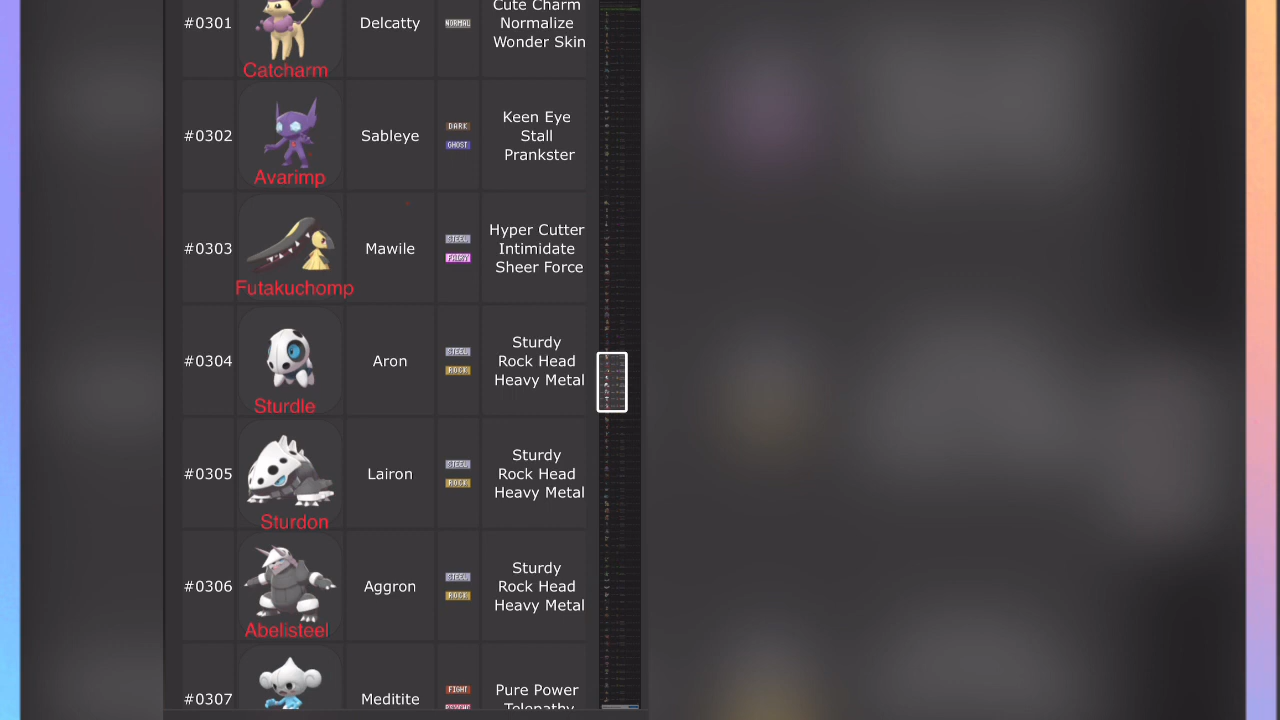 Cute Charm
#0301 Delcatty NORMAL Normalize
Wonder Skin
Catcharm
Keen Eye
DARK
#0302 Sableye Stall
GHOST
Prankster
Avarimp
Hyper Cutter
STEEL
#0303 Mawile Intimidate
FAIRY
Sheer Force
Futakuchomp
Sturdy
STEEL
#0304 Aron Rock Head
ROCK
Heavy Metal
Sturdle
Sturdy
STEEL
#0305 Lairon Rock Head
ROCK
Heavy Metal
Sturdon
Sturdy
STEEL
#0306 Aggron Rock Head
ROCK
Heavy Metal
Abelisteel
FIGHT Pure Power
#0307 Meditite
PSYCHC Telepathy